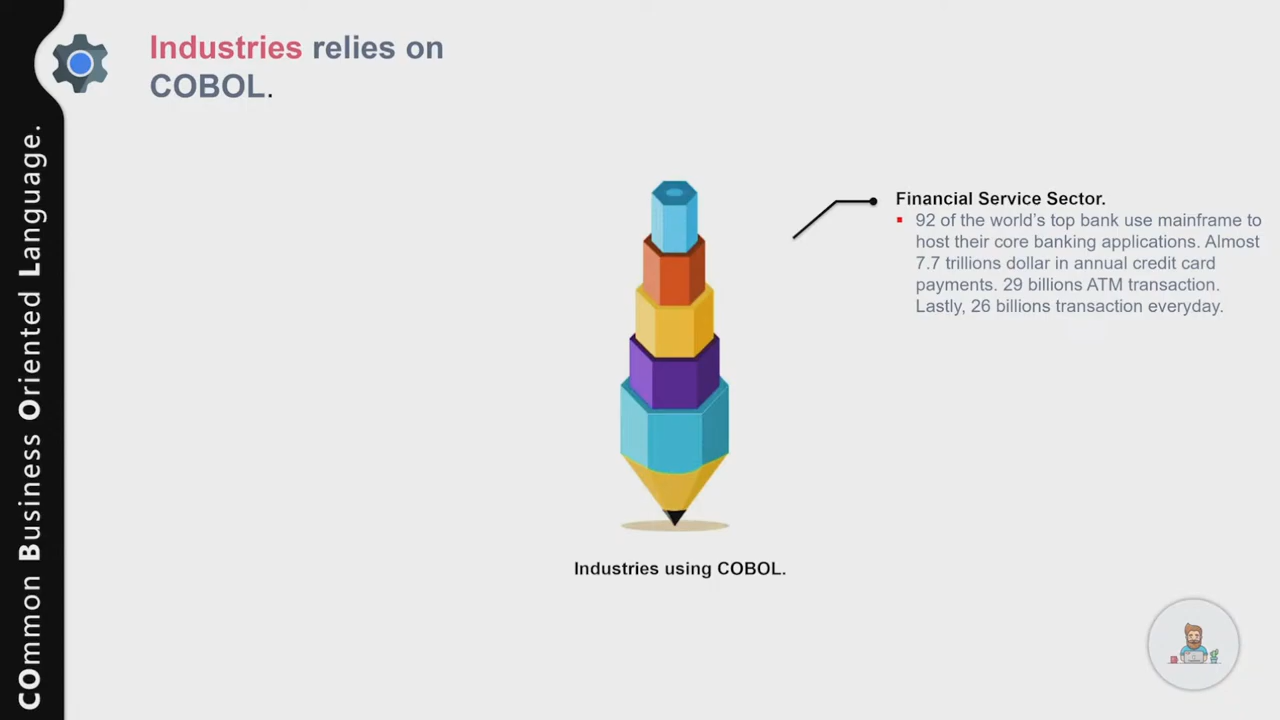 Industries relies on
COBOL.
COmmon Business Oriented Language.
Financial Service Sector.
92 of the world's top bank use mainframe to
host their core banking applications. Almost
7.7 trillions dollar in annual credit card
payments. 29 billions ATM transaction.
Lastly, 26 billions transaction everyday.
Industries using COBOL.